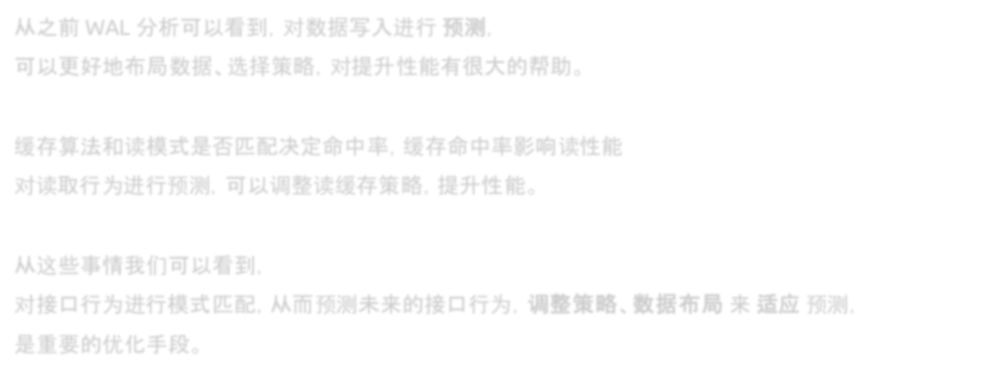 从之前 WAL 分析可以看到, 对数据写入进行 预测,
可以更好地布局数据、选择策略, 对提升性能有很大的帮助。
缓存算法和读模式是否匹配决定命中率, 缓存命中率影响读性能
对读取行为进行预测, 可以调整读缓存策略, 提升性能。
从这些事情我们可以看到,
对接口行为进行模式匹配, 从而预测未来的接口行为, 调整策略、数据布局 来 适应 预测,
是重要的优化手段。